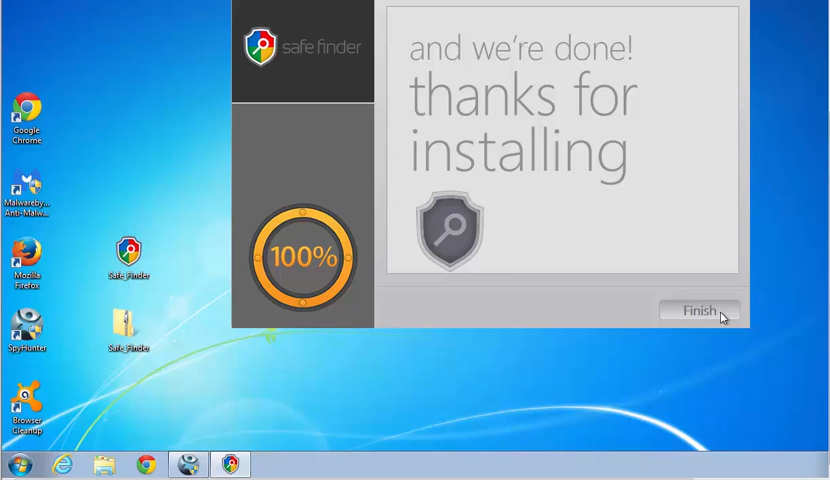 safe finder
and we're done!
thanks for
installing
100%
Finish
Google
Chrome
Malwareby...
Anti-Malw...
Mozilla
Firefox
SpyHunter
Browser
Cleanup
Safe_Finder
Safe_Finder